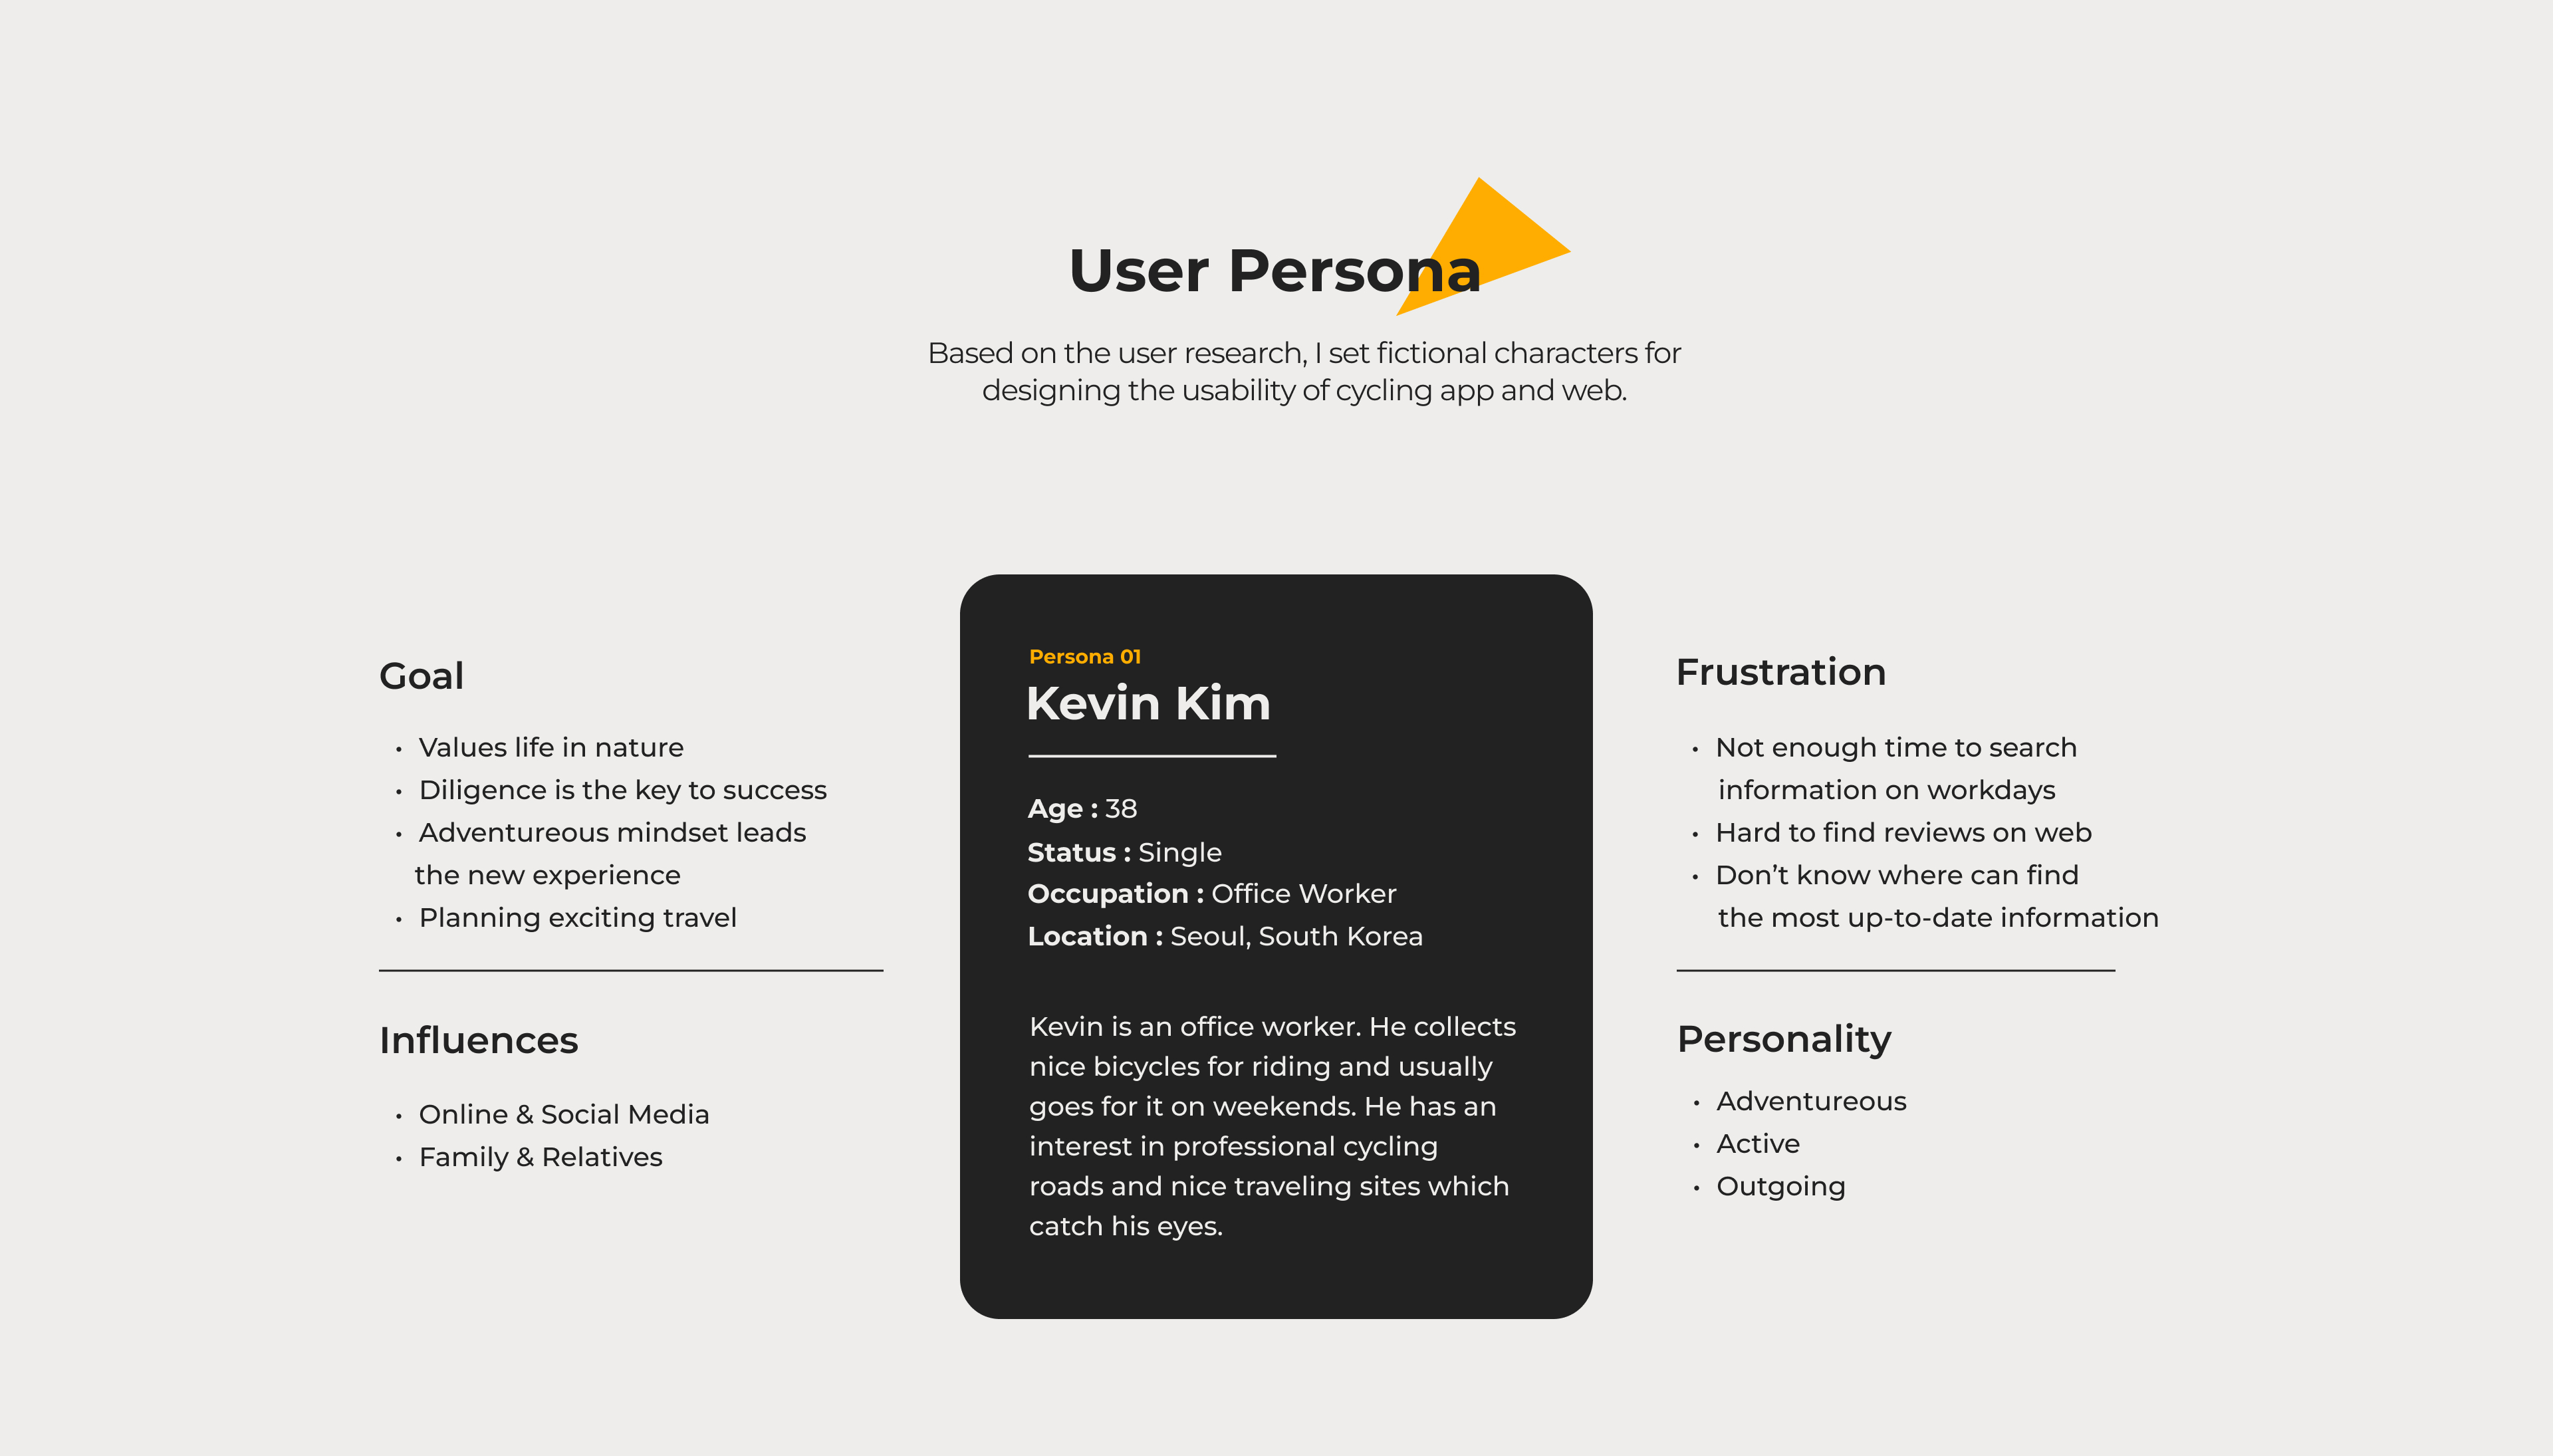 User Persona
Based on the user research, I set fictional characters for
designing the usability of cycling app and web.
Goal
• Values life in nature
• Diligence is the key to success
• Adventureous mindset leads
the new experience
• Planning exciting travel
Influences
• Online & Social Media
• Family & Relatives
Persona 01
Kevin Kim
Age : 38
Status : Single
Occupation : Office Worker
Location : Seoul, South Korea
Kevin is an office worker. He collects
nice bicycles for riding and usually
goes for it on weekends. He has an
interest in professional cycling
roads and nice traveling sites which
catch his eyes.
Frustration
• Not enough time to search
information on workdays
• Hard to find reviews on web
• Don’t know where can find
the most up-to-date information
Personality
• Adventureous
• Active
• Outgoing